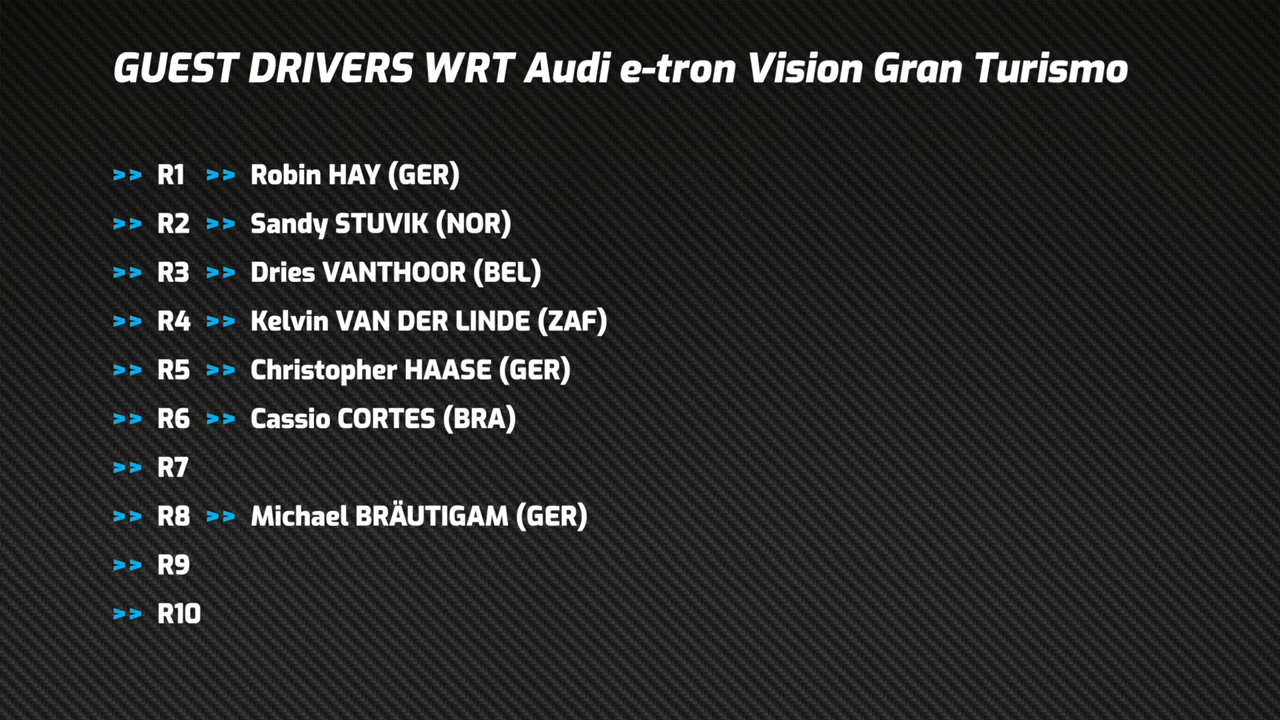 GUEST DRIVERS WRT Audi e-tron Vision Gran Turismo
>> R1 >> Robin HAY (GER)
>> R2 >> Sandy STUVIK (NOR)
>> R3 >> Dries VANTHOOR (BEL)
>> R4 >> Kelvin VAN DER LINDE (ZAF)
>> R5 >> Christopher HAASE (GER)
>> R6 >> Cassio CORTES (BRA)
>> R7
>> R8 >> Michael BRÄUTIGAM (GER)
>> R9
>> R10